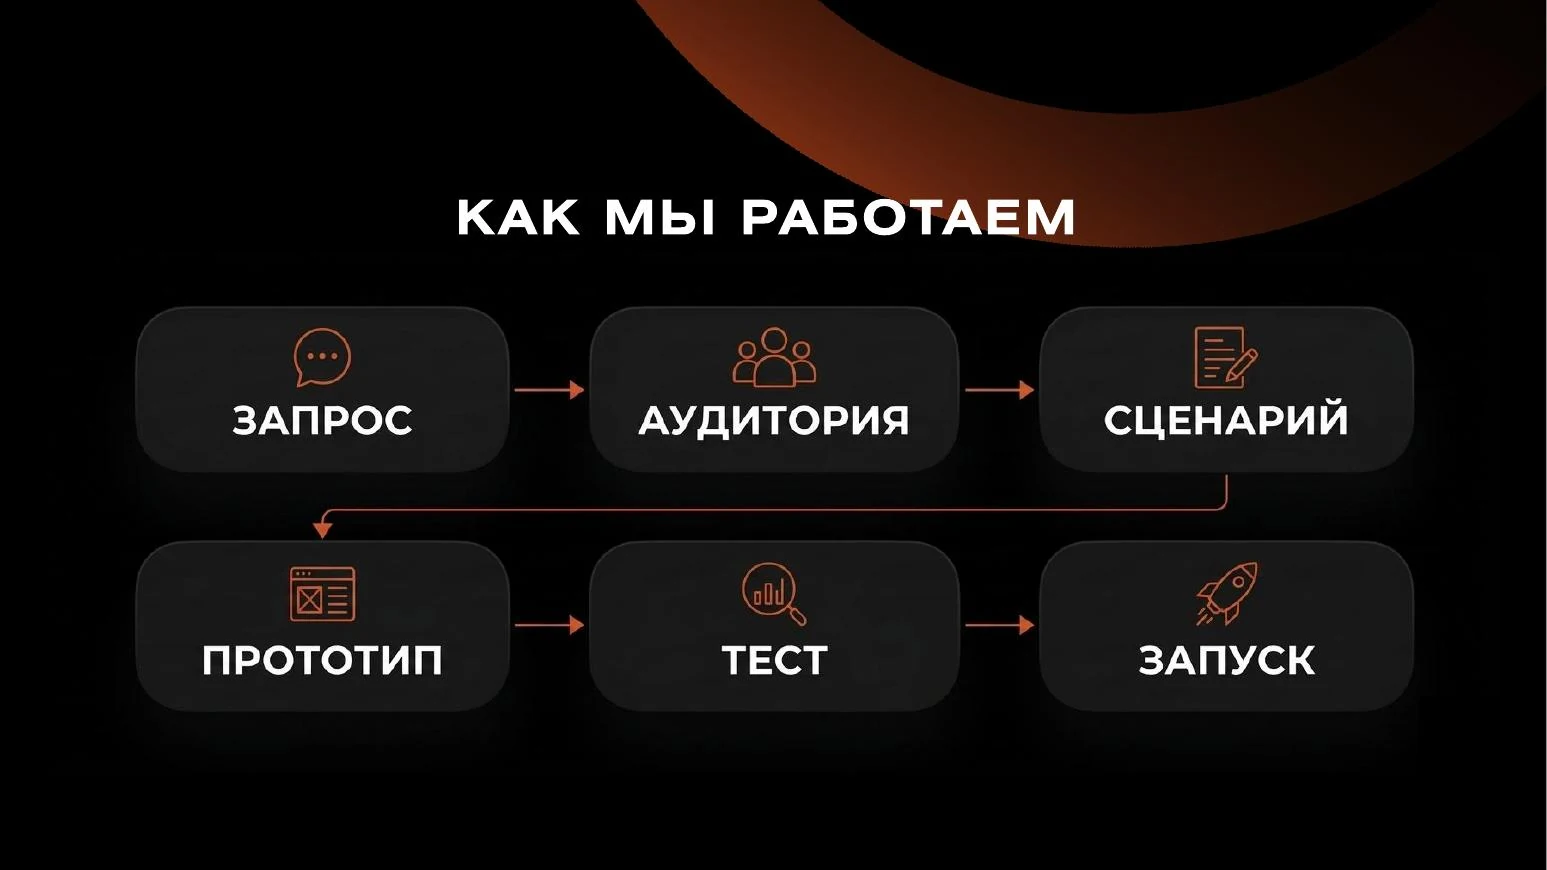 КАК МЫ РАБОТАЕМ
ЗАПРОС
АУДИТОРИЯ
СЦЕНАРИЙ
ПРОТОТИП
ТЕСТ
ЗАПУСК